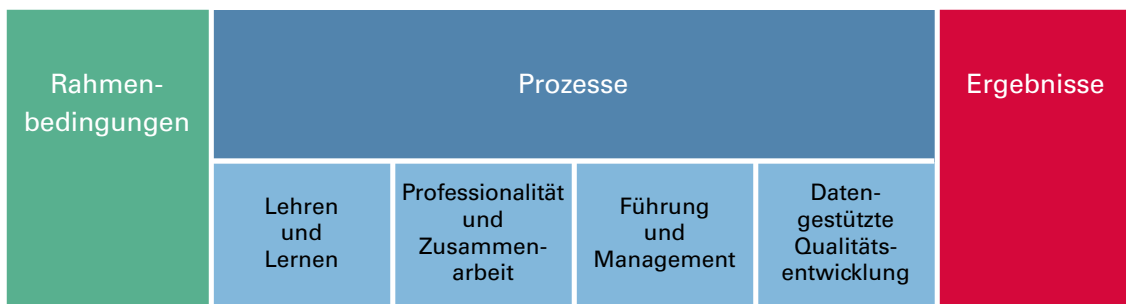 Rahmen-
bedingungen
Prozesse
Ergebnisse
Lehren
und
Lernen
Professionalität
und
Zusammen-
arbeit
Führung
und
Management
Daten-
gestützte
Qualitäts-
entwicklung